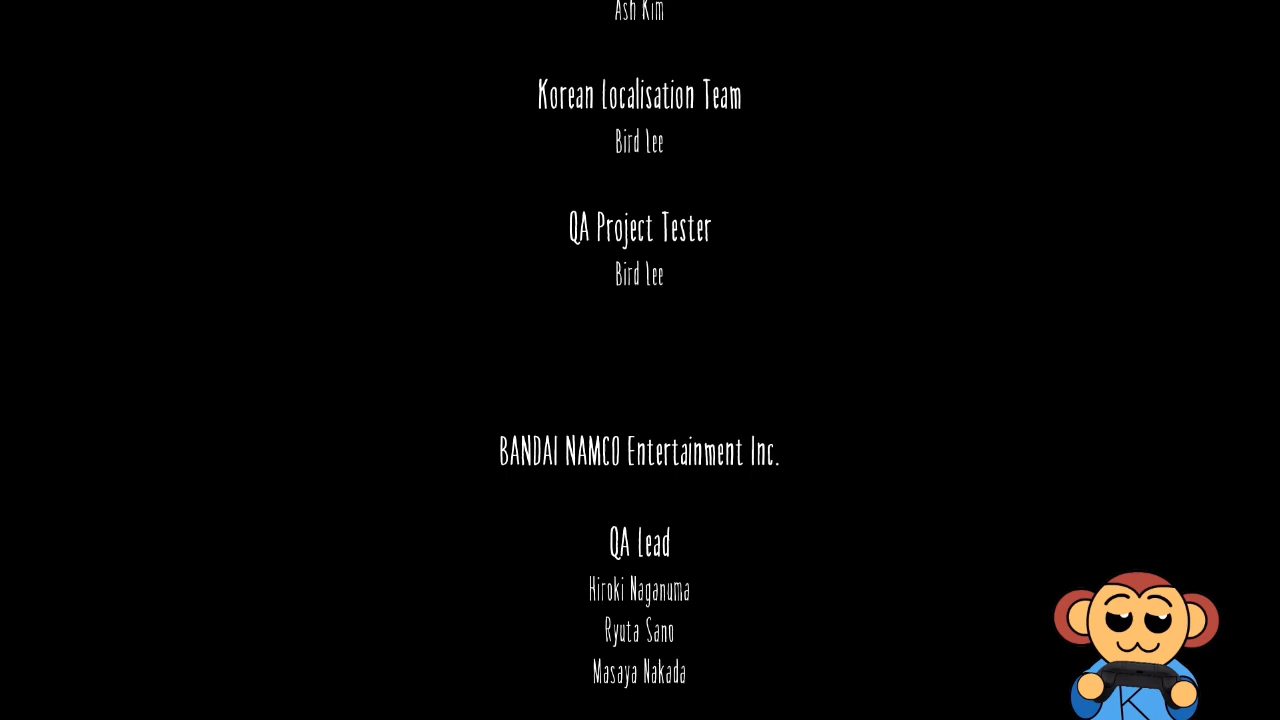 Ash Kim
Korean Localisation Team
Bird Lee
QA Project Tester
Bird Lee
BANDAI NAMCO Entertainment Inc.
QA Lead
Hiroki Naganuma
Ryuta Sano
Masaya Nakada
K